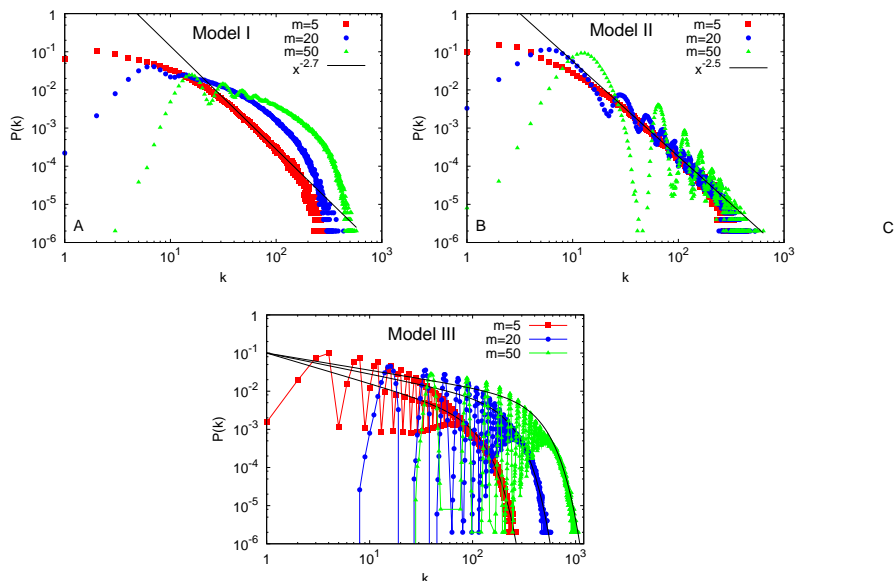 Model I
m=5
m=20
m=50
x^-2.7
1
10^-1
10^-2
10^-3
10^-4
10^-5
10^-6
P(k)
A
1
10^1
10^2
10^3
k
Model II
m=5
m=20
m=50
x^-2.5
1
10^-1
10^-2
10^-3
10^-4
10^-5
10^-6
P(k)
B
1
10^1
10^2
10^3
k
C
Model III
m=5
m=20
m=50
1
10^-1
10^-2
10^-3
10^-4
10^-5
10^-6
P(k)
1
10^1
10^2
10^3
k